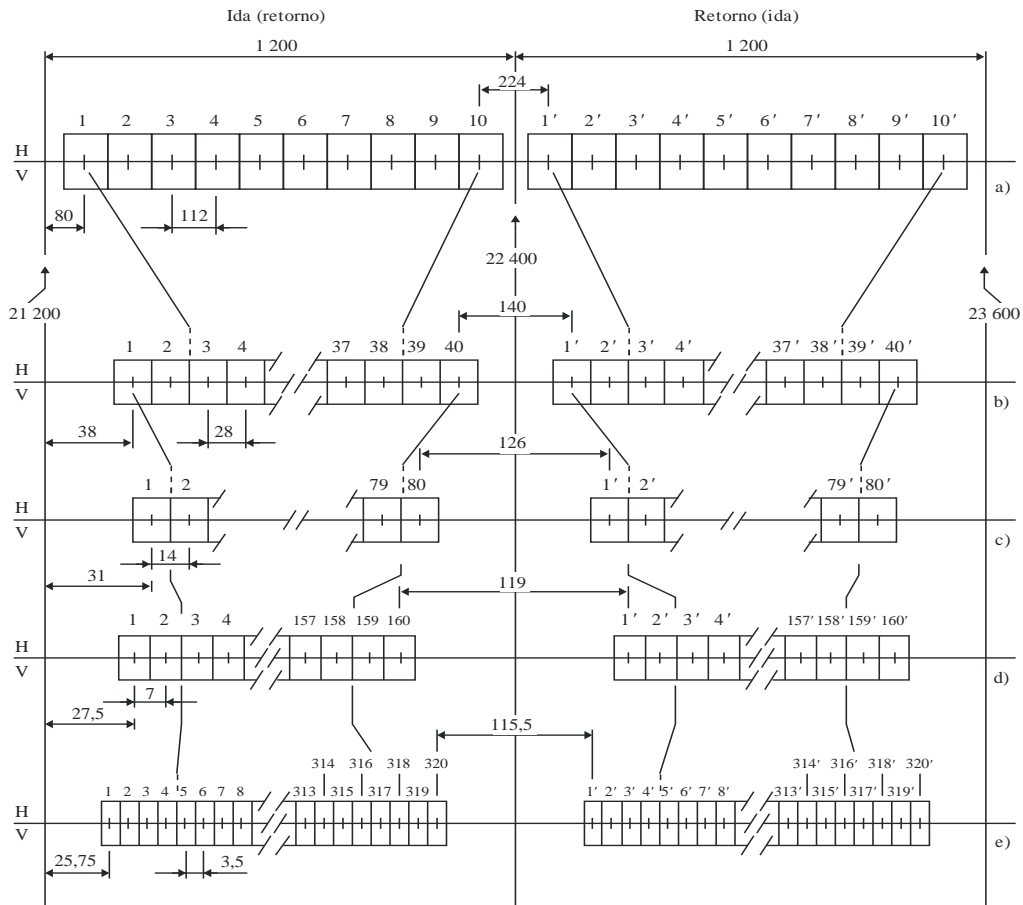 Ida (retorno) Retorno (ida)
1 200 1 200
224
1 2 3 4 5 6 7 8 9 10 1′ 2′ 3′ 4′ 5′ 6′ 7′ 8′ 9′ 10′
H
V
a)
80 112
22 400
21 200 23 600
140
1 2 3 4 37 38 39 40 1′ 2′ 3′ 4′ 37′ 38′ 39′ 40′
H
V
b)
38 28
126
1 2 79 80 1′ 2′ 79′ 80′
H
V
c)
14
31
119
1 2 3 4 157 158 159 160 1′ 2′ 3′ 4′ 157′ 158′ 159′ 160′
H
V
d)
7
27,5
115,5
314 316 318 320 314′ 316′ 318′ 320′
1 2 3 4 5 6 7 8 313 315 317 319 1′ 2′ 3′ 4′ 5′ 6′ 7′ 8′ 313′ 315′ 317′ 319′
H
V
e)
25,75 3,5